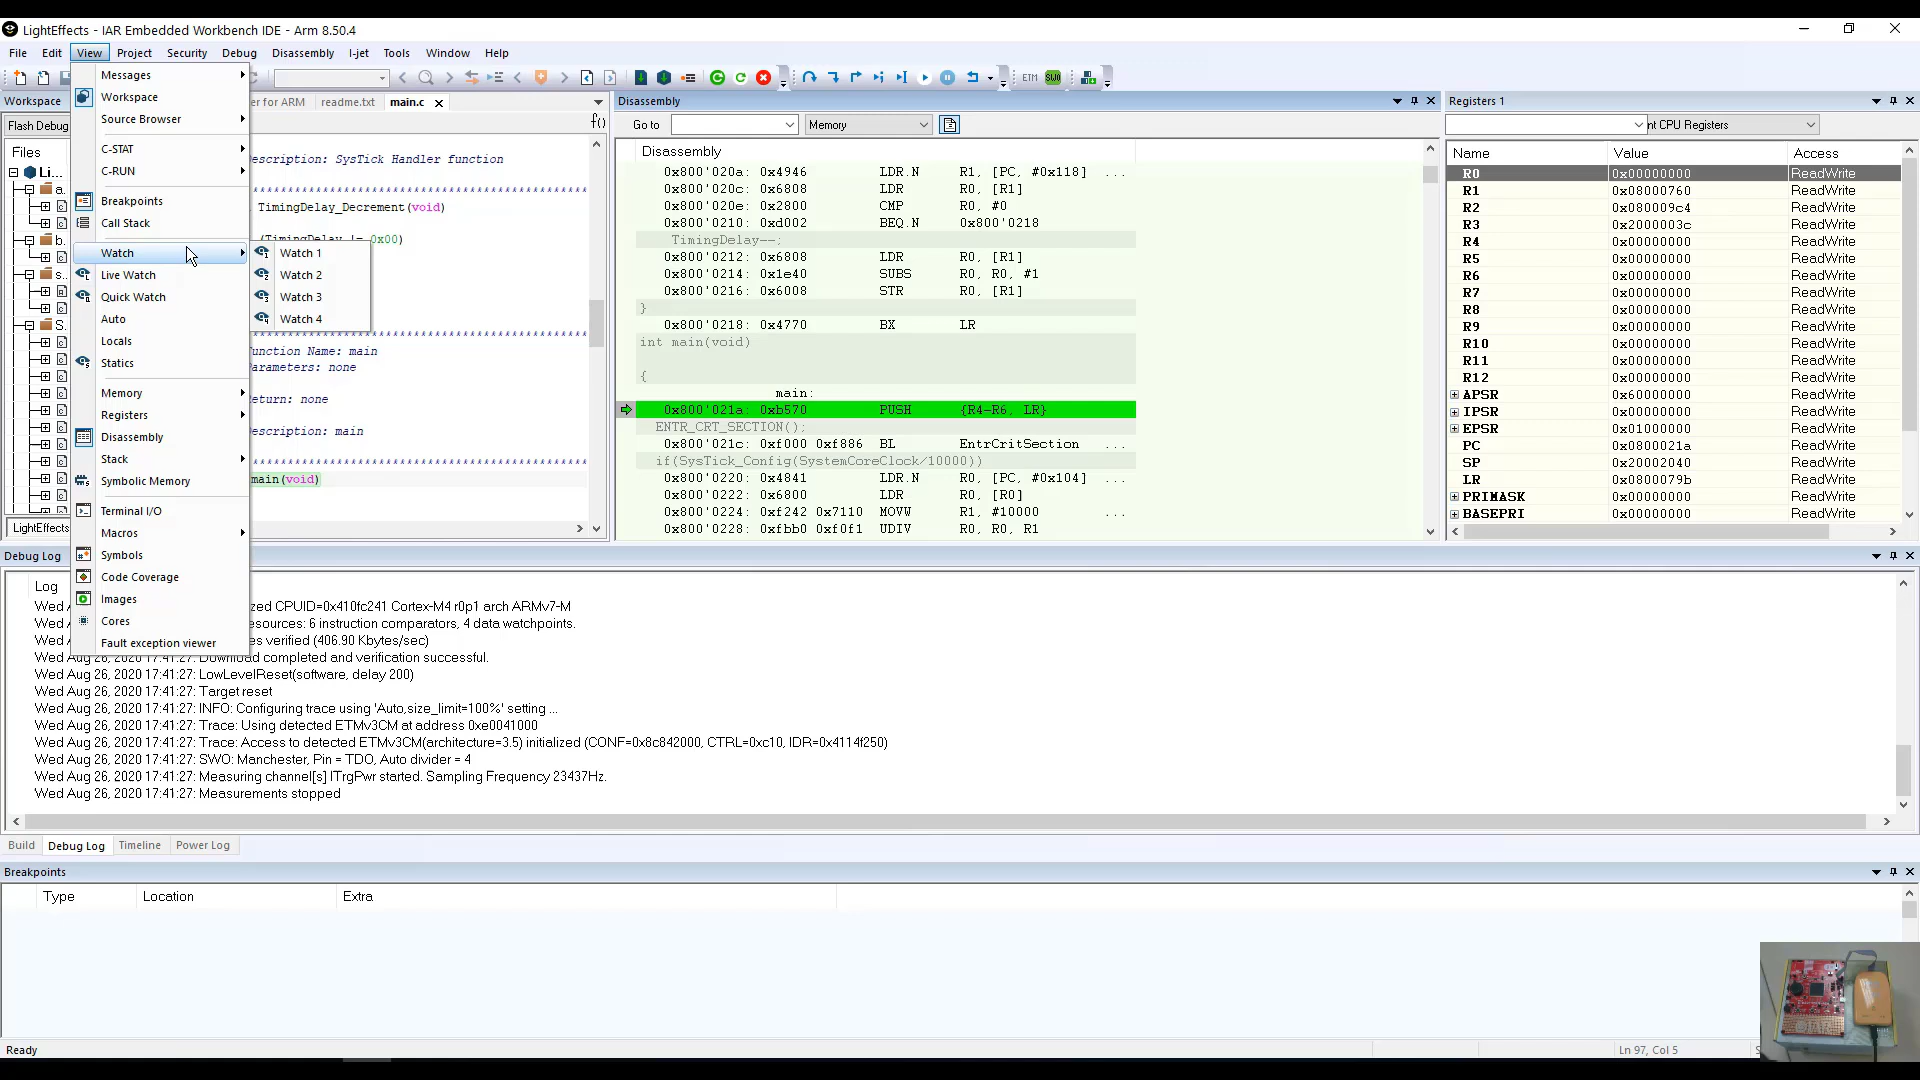 LightEffects - IAR Embedded Workbench IDE - Arm 8.50.4
File Edit View Project Security Debug Disassembly I-jet Tools Window Help
ETM SWO
Workspace
Flash Debug
Files
Li...
a.
b.
s..
S.
LightEffects
Messages
Workspace
Source Browser
C-STAT
C-RUN
Breakpoints
Call Stack
Watch
Live Watch
Quick Watch
Auto
Locals
Statics
Memory
Registers
Disassembly
Stack
Symbolic Memory
Terminal I/O
Macros
Symbols
Code Coverage
Images
Cores
Fault exception viewer
Watch 1
Watch 2
Watch 3
Watch 4
er for ARM readme.txt main.c
f()
escription: SysTick Handler function
*****************************************
TimingDelay_Decrement(void)
(TimingDelay != 0x00)
unction Name: main
arameters: none
eturn: none
escription: main
*****************************************
main(void)
Disassembly
Go to Memory
Disassembly
0x800'020a: 0x4946 LDR.N R1, [PC, #0x118] ...
0x800'020c: 0x6808 LDR R0, [R1]
0x800'020e: 0x2800 CMP R0, #0
0x800'0210: 0xd002 BEQ.N 0x800'0218
TimingDelay--;
0x800'0212: 0x6808 LDR R0, [R1]
0x800'0214: 0x1e40 SUBS R0, R0, #1
0x800'0216: 0x6008 STR R0, [R1]
}
0x800'0218: 0x4770 BX LR
int main(void)
{
main:
0x800'021a: 0xb570 PUSH {R4-R6, LR}
ENTR_CRT_SECTION();
0x800'021c: 0xf000 0xf886 BL EntrCritSection ...
if(SysTick_Config(SystemCoreClock/10000))
0x800'0220: 0x4841 LDR.N R0, [PC, #0x104] ...
0x800'0222: 0x6800 LDR R0, [R0]
0x800'0224: 0xf242 0x7110 MOVW R1, #10000 ...
0x800'0228: 0xfbb0 0xf0f1 UDIV R0, R0, R1
Registers 1
nt CPU Registers
Name Value Access
R0 0x00000000 ReadWrite
R1 0x08000760 ReadWrite
R2 0x080009c4 ReadWrite
R3 0x2000003c ReadWrite
R4 0x00000000 ReadWrite
R5 0x00000000 ReadWrite
R6 0x00000000 ReadWrite
R7 0x00000000 ReadWrite
R8 0x00000000 ReadWrite
R9 0x00000000 ReadWrite
R10 0x00000000 ReadWrite
R11 0x00000000 ReadWrite
R12 0x00000000 ReadWrite
APSR 0x60000000 ReadWrite
IPSR 0x00000000 ReadWrite
EPSR 0x01000000 ReadWrite
PC 0x0800021a ReadWrite
SP 0x20002040 ReadWrite
LR 0x0800079b ReadWrite
PRIMASK 0x00000000 ReadWrite
BASEPRI 0x00000000 ReadWrite
Debug Log
Log
Wed A zed CPUID=0x410fc241 Cortex-M4 r0p1 arch ARMv7-M
Wed A esources: 6 instruction comparators, 4 data watchpoints.
Wed A es verified (406.90 Kbytes/sec)
Wed Aug 26, 2020 17:41:27: Download completed and verification successful.
Wed Aug 26, 2020 17:41:27: LowLevelReset(software, delay 200)
Wed Aug 26, 2020 17:41:27: Target reset
Wed Aug 26, 2020 17:41:27: INFO: Configuring trace using 'Auto,size_limit=100%' setting ...
Wed Aug 26, 2020 17:41:27: Trace: Using detected ETMv3CM at address 0xe0041000
Wed Aug 26, 2020 17:41:27: Trace: Access to detected ETMv3CM(architecture=3.5) initialized (CONF=0x8c842000, CTRL=0xc10, IDR=0x4114f250)
Wed Aug 26, 2020 17:41:27: SWO: Manchester, Pin = TDO, Auto divider = 4
Wed Aug 26, 2020 17:41:27: Measuring channel[s] ITrgPwr started. Sampling Frequency 23437Hz.
Wed Aug 26, 2020 17:41:27: Measurements stopped
Build Debug Log Timeline Power Log
Breakpoints
Type Location Extra
Ready
Ln 97, Col 5